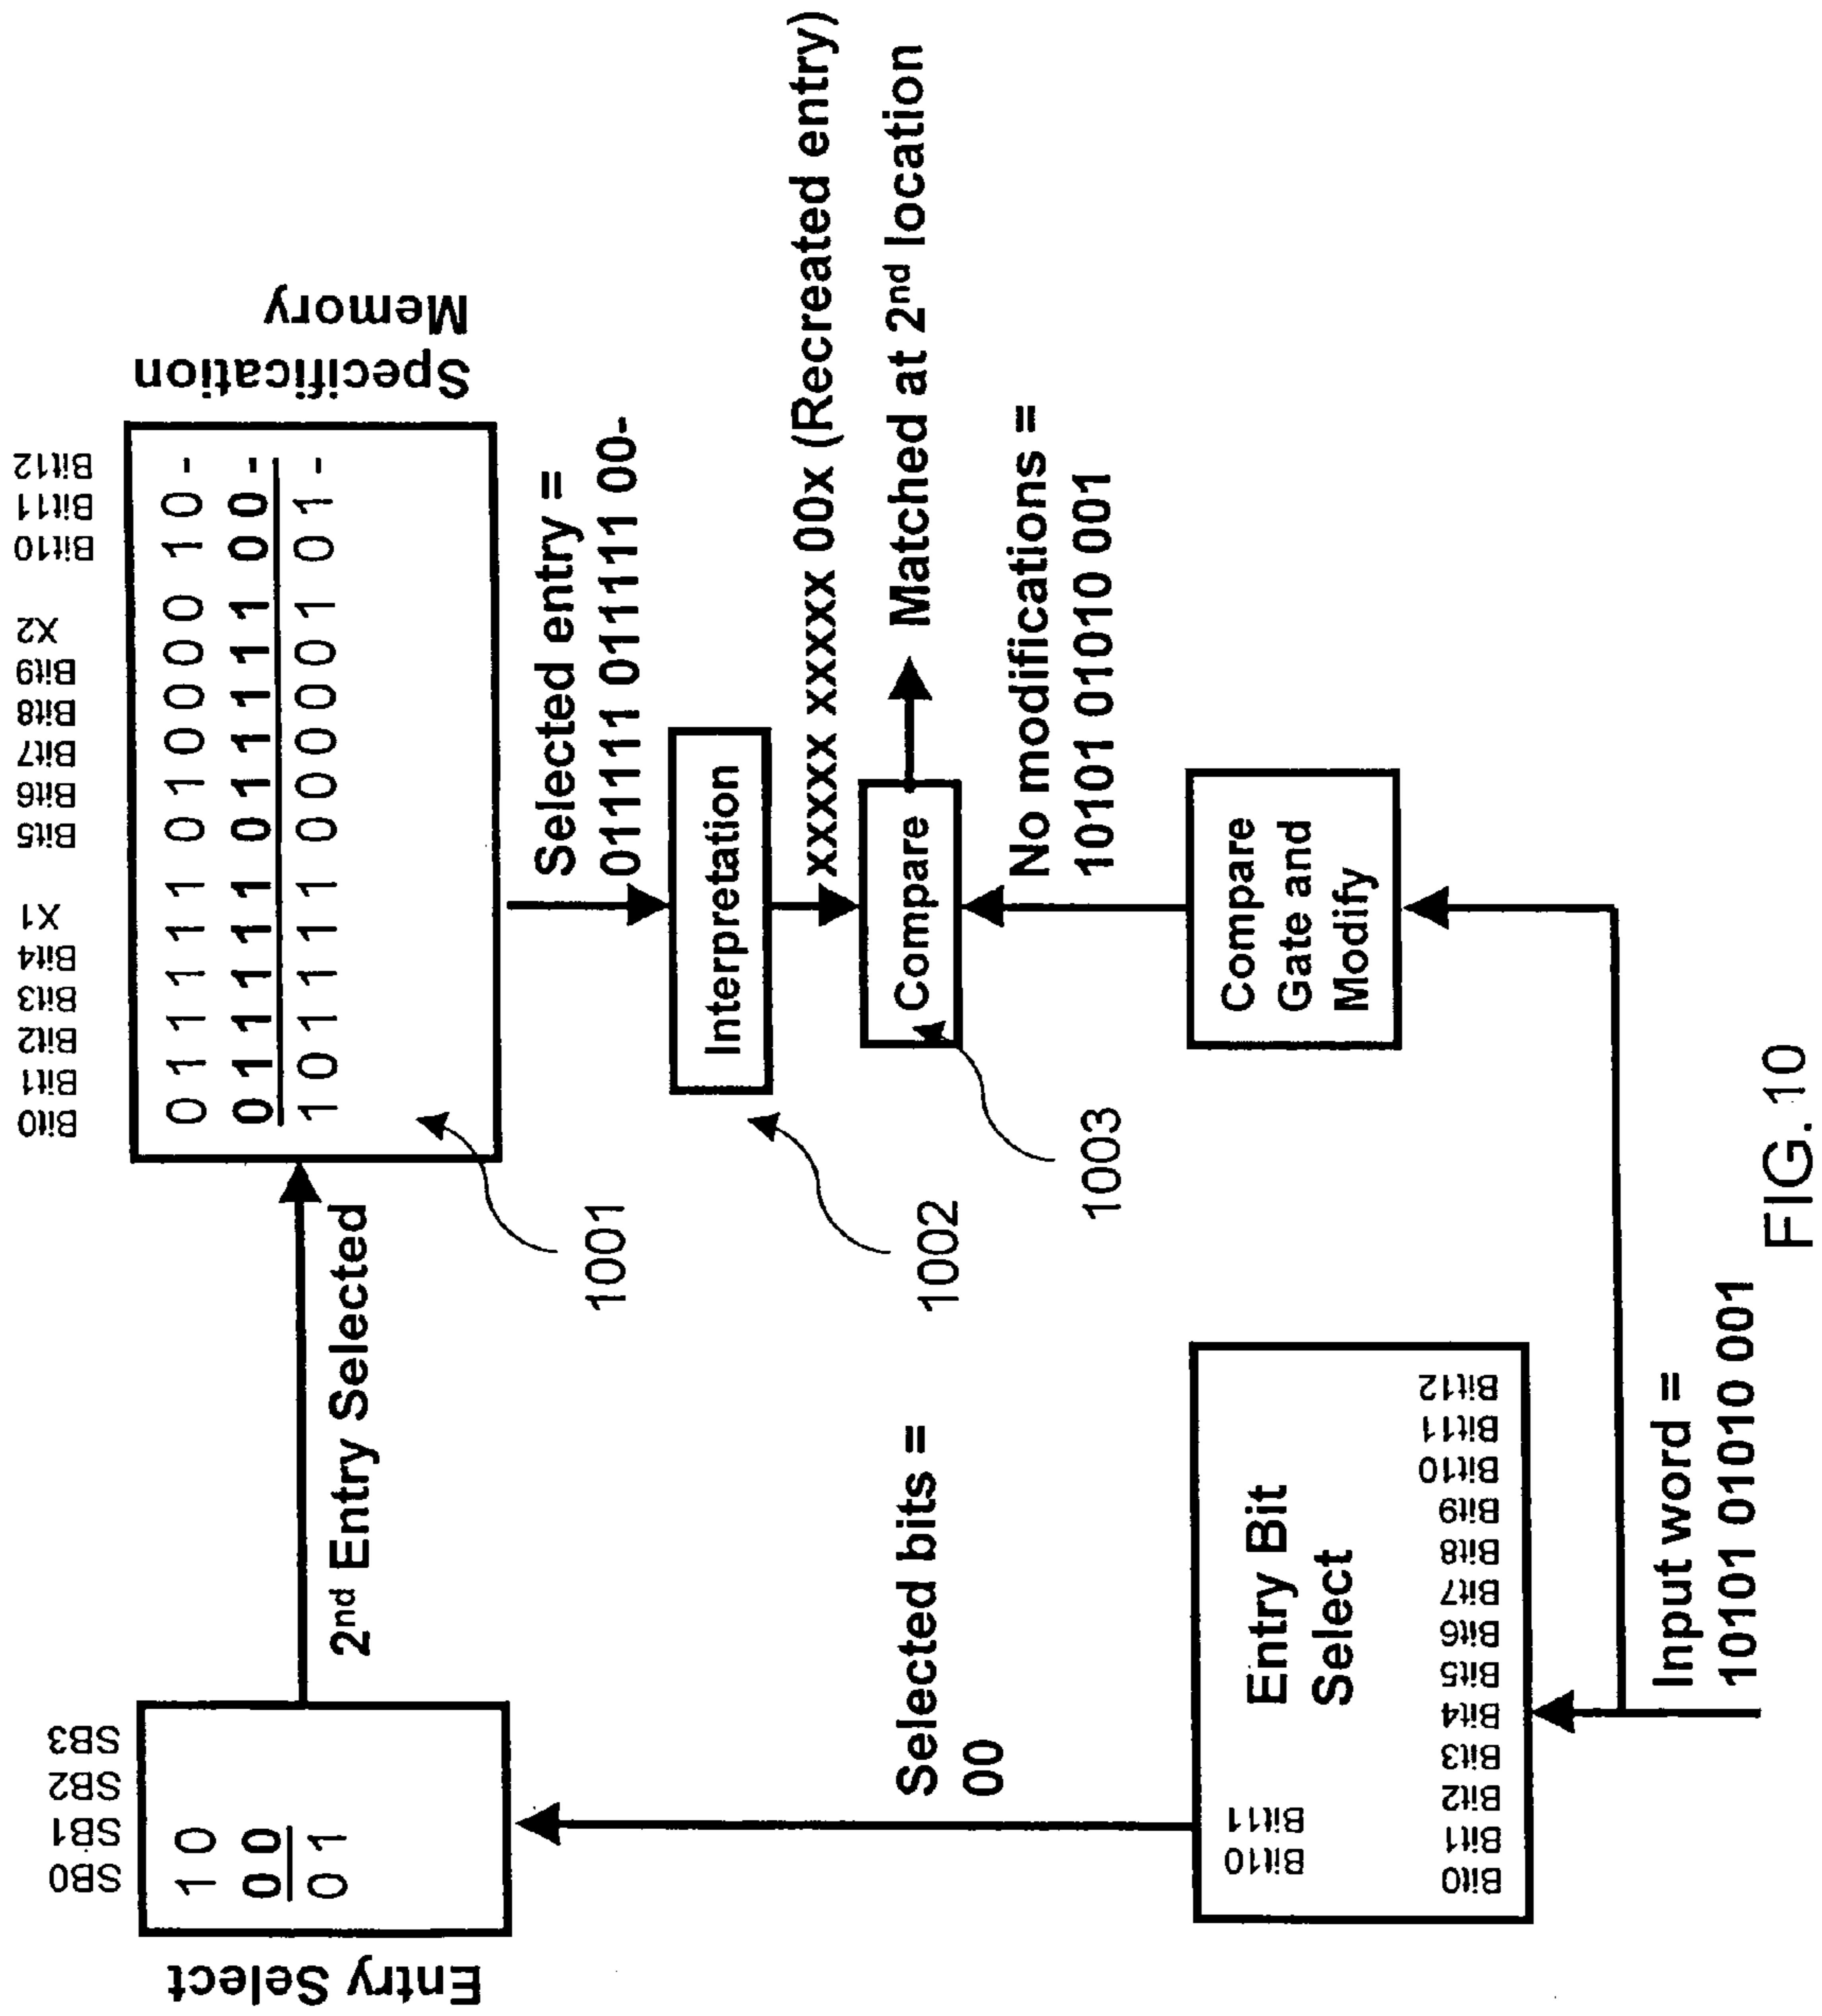 Entry Select
SB0 SB1 SB2 SB3
1 0
0 0
0 1
2nd Entry Selected
Bit0 Bit1 Bit2 Bit3 Bit4 X1 Bit5 Bit6 Bit7 Bit8 Bit9 X2 Bit10 Bit11 Bit12
0 1 1 1 1 1 0 1 0 0 0 0 1 0 -
0 1 1 1 1 1 0 1 1 1 1 1 0 0 -
1 0 1 1 1 1 0 0 0 0 0 1 0 1 -
Specification
Memory
1001
Selected entry =
011111 011111 00-
Interpretation
1002
xxxxx xxxxx 00x (Recreated entry)
Compare
1003
Matched at 2nd location
No modifications =
10101 01010 001
Compare
Gate and
Modify
Selected bits =
00
Bit10 Bit11
Entry Bit
Select
Bit0 Bit1 Bit2 Bit3 Bit4 Bit5 Bit6 Bit7 Bit8 Bit9 Bit10 Bit11 Bit12
Input word =
10101 01010 001
FIG.10